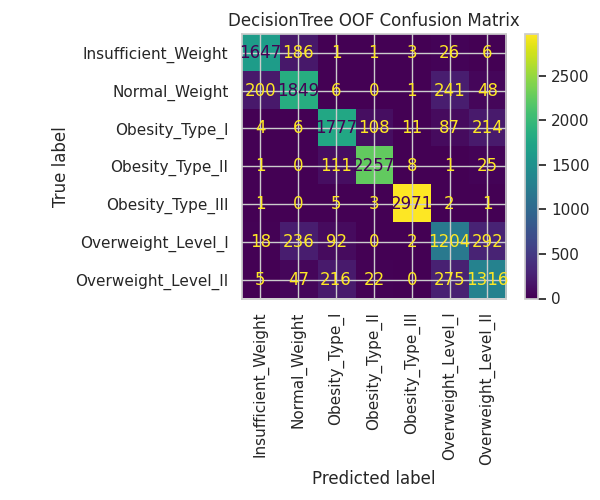 DecisionTree OOF Confusion Matrix
Insufficient_Weight 1647 186 1 1 3 26 6
Normal_Weight 200 1849 6 0 1 241 48
Obesity_Type_I 4 6 1777 108 11 87 214
Obesity_Type_II 1 0 111 2257 8 1 25
Obesity_Type_III 1 0 5 3 2971 2 1
Overweight_Level_I 18 236 92 0 2 1204 292
Overweight_Level_II 5 47 216 22 0 275 1316
True label
Insufficient_Weight
Normal_Weight
Obesity_Type_I
Obesity_Type_II
Obesity_Type_III
Overweight_Level_I
Overweight_Level_II
Predicted label
2500
2000
1500
1000
500
0